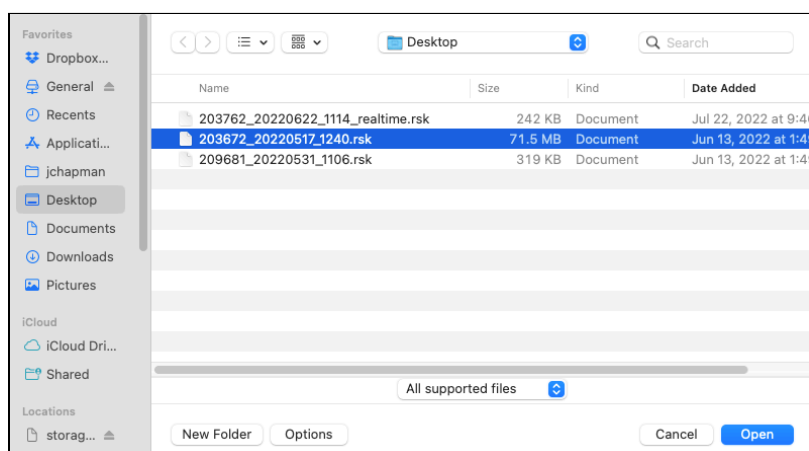 Favorites
Dropbox...
General
Recents
Applicati...
jchapman
Desktop
Documents
Downloads
Pictures
iCloud
iCloud Dri...
Shared
Locations
storag...
Desktop
Search
Name Size Kind Date Added
203762_20220622_1114_realtime.rsk 242 KB Document Jul 22, 2022 at 9:4
203672_20220517_1240.rsk 71.5 MB Document Jun 13, 2022 at 1:4
209681_20220531_1106.rsk 319 KB Document Jun 13, 2022 at 1:4
All supported files
New Folder Options Cancel Open